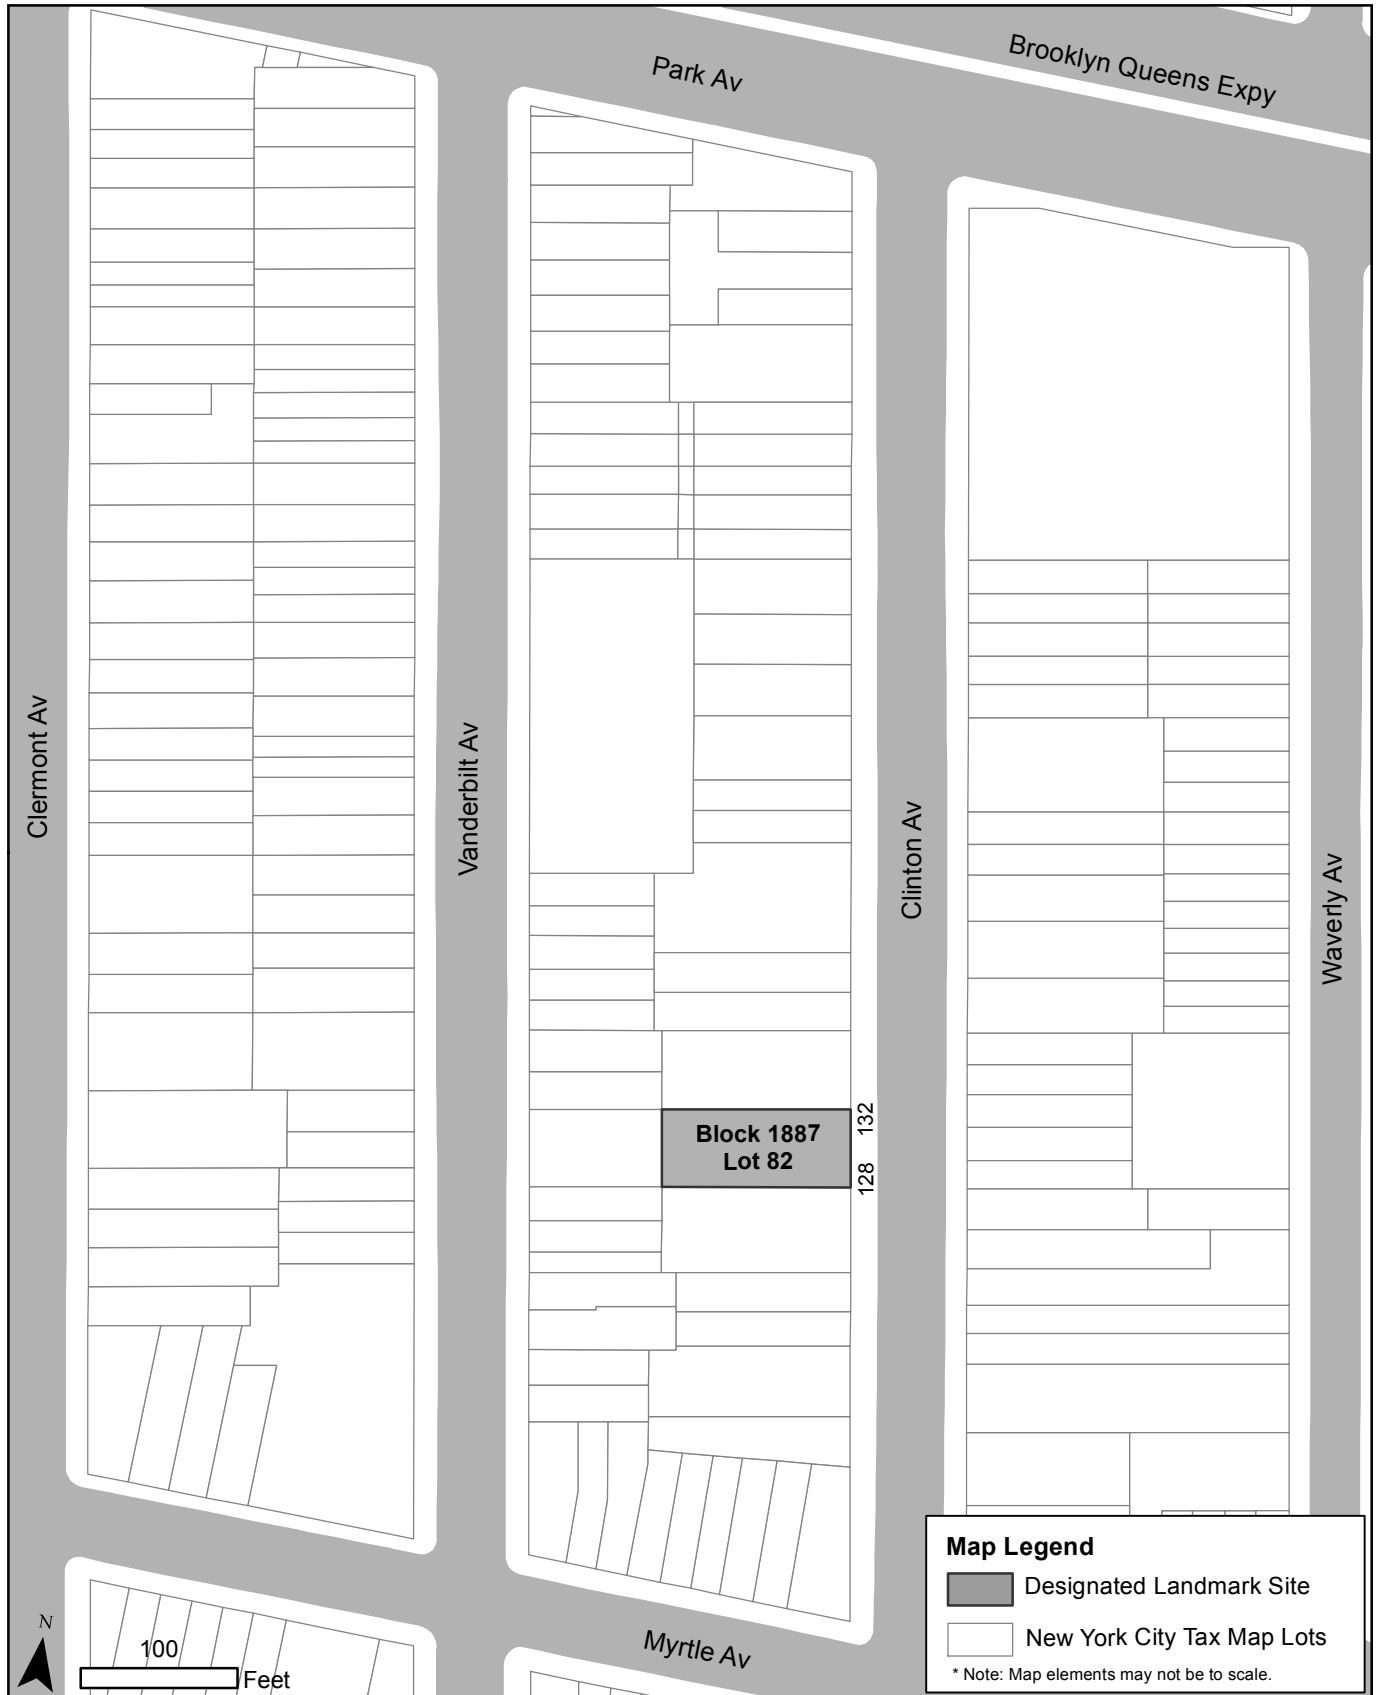 Brooklyn Queens Expy
Park Av
Clermont Av
Vanderbilt Av
Clinton Av
Waverly Av
132
Block 1887
Lot 82
128
Map Legend
Designated Landmark Site
New York City Tax Map Lots
* Note: Map elements may not be to scale.
Myrtle Av
N
100
Feet